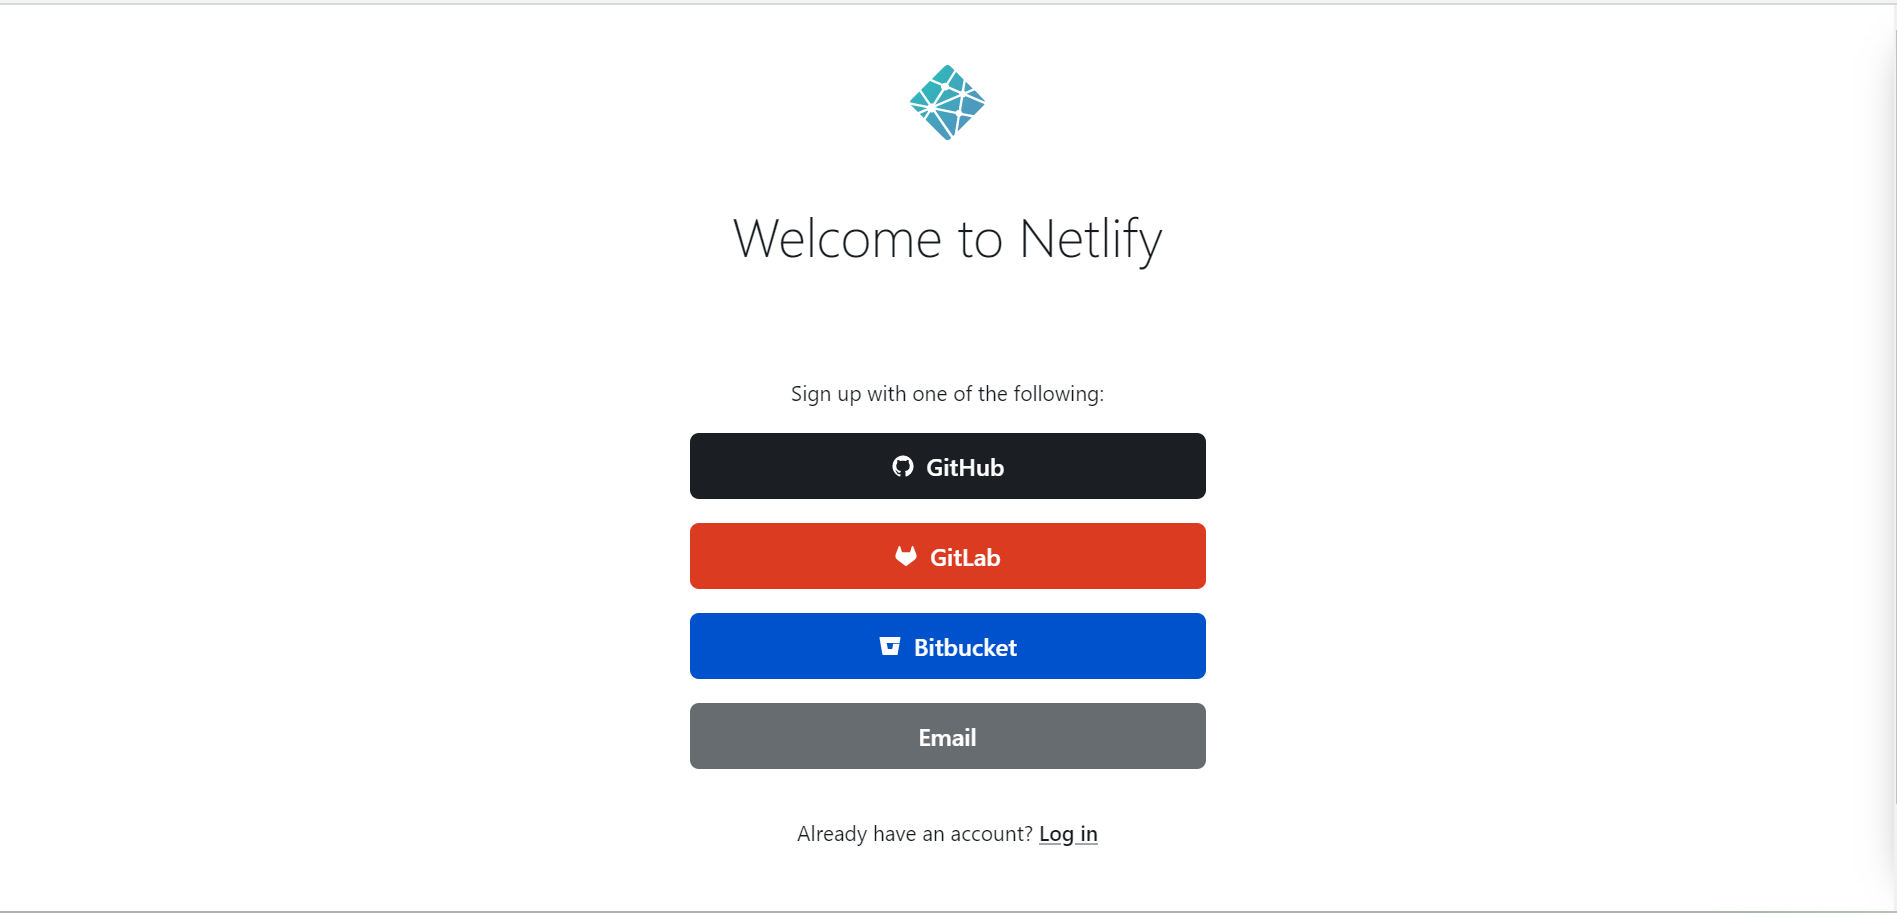 Welcome to Netlify
Sign up with one of the following:
GitHub
GitLab
Bitbucket
Email
Already have an account? Log in